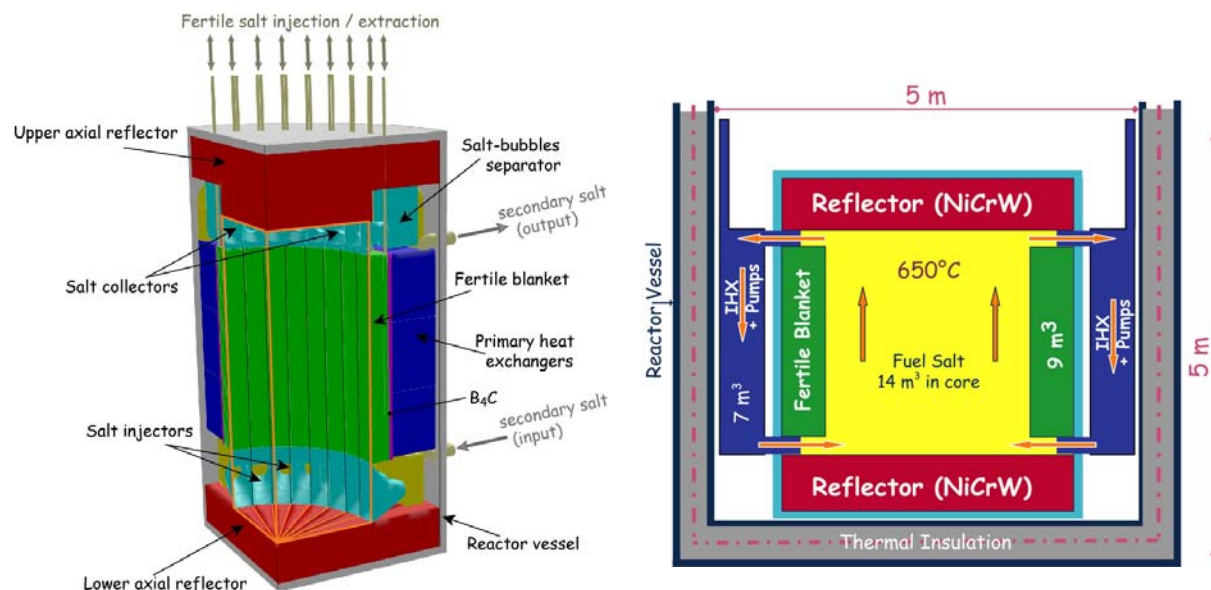 Fertile salt injection / extraction
Upper axial reflector
Salt-bubbles
separator
secondary salt
(output)
Salt collectors
Fertile blanket
Primary heat
exchangers
B₄C
secondary salt
(input)
Salt injectors
Reactor vessel
Lower axial reflector
5 m
Reflector (NiCrW)
650°C
Reactor Vessel
IHX
+ Pumps
7 m³
Fertile Blanket
Fuel Salt
14 m³ in core
9 m³
IHX
+ Pumps
5 m
Reflector (NiCrW)
Thermal Insulation